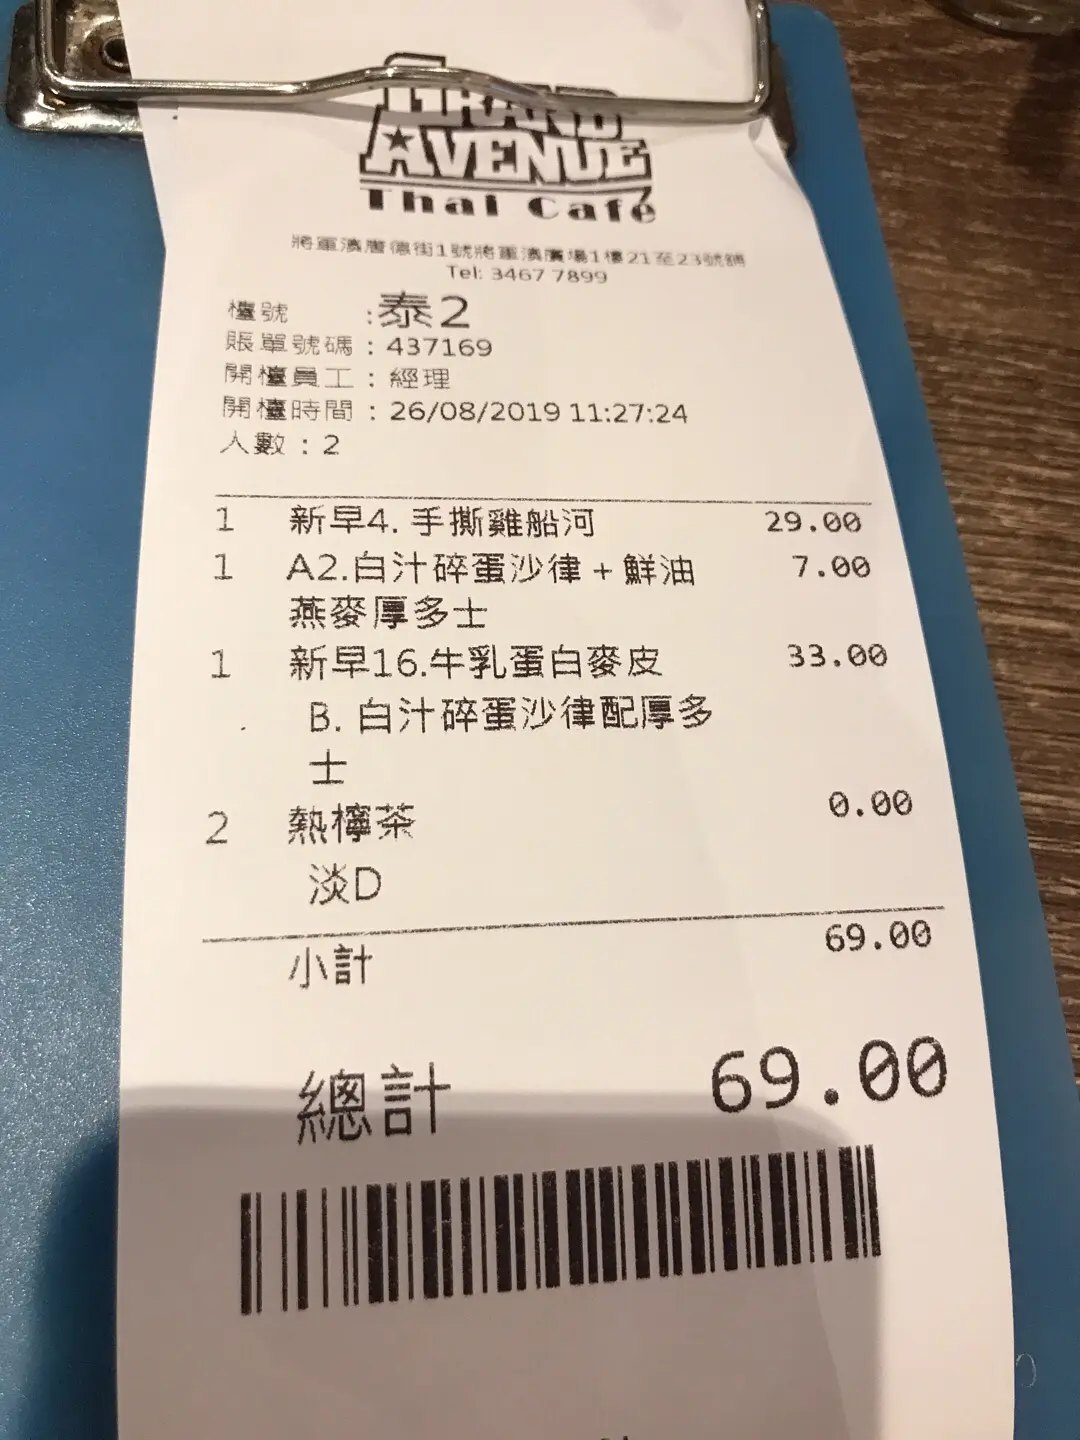 GRAND
AVENUE
Thai Café
將軍澳唐德街1號將軍澳廣場1樓21至23號舖
Tel: 3467 7899
檯號 :泰2
賬單號碼 : 437169
開檯員工 : 經理
開檯時間 : 26/08/2019 11:27:24
人數 : 2
1 新早4. 手撕雞船河 29.00
1 A2.白汁碎蛋沙律+鮮油 7.00
燕麥厚多士
1 新早16.牛乳蛋白麥皮 33.00
B. 白汁碎蛋沙律配厚多
士
2 熱檸茶 0.00
淡D
小計 69.00
總計 69.00